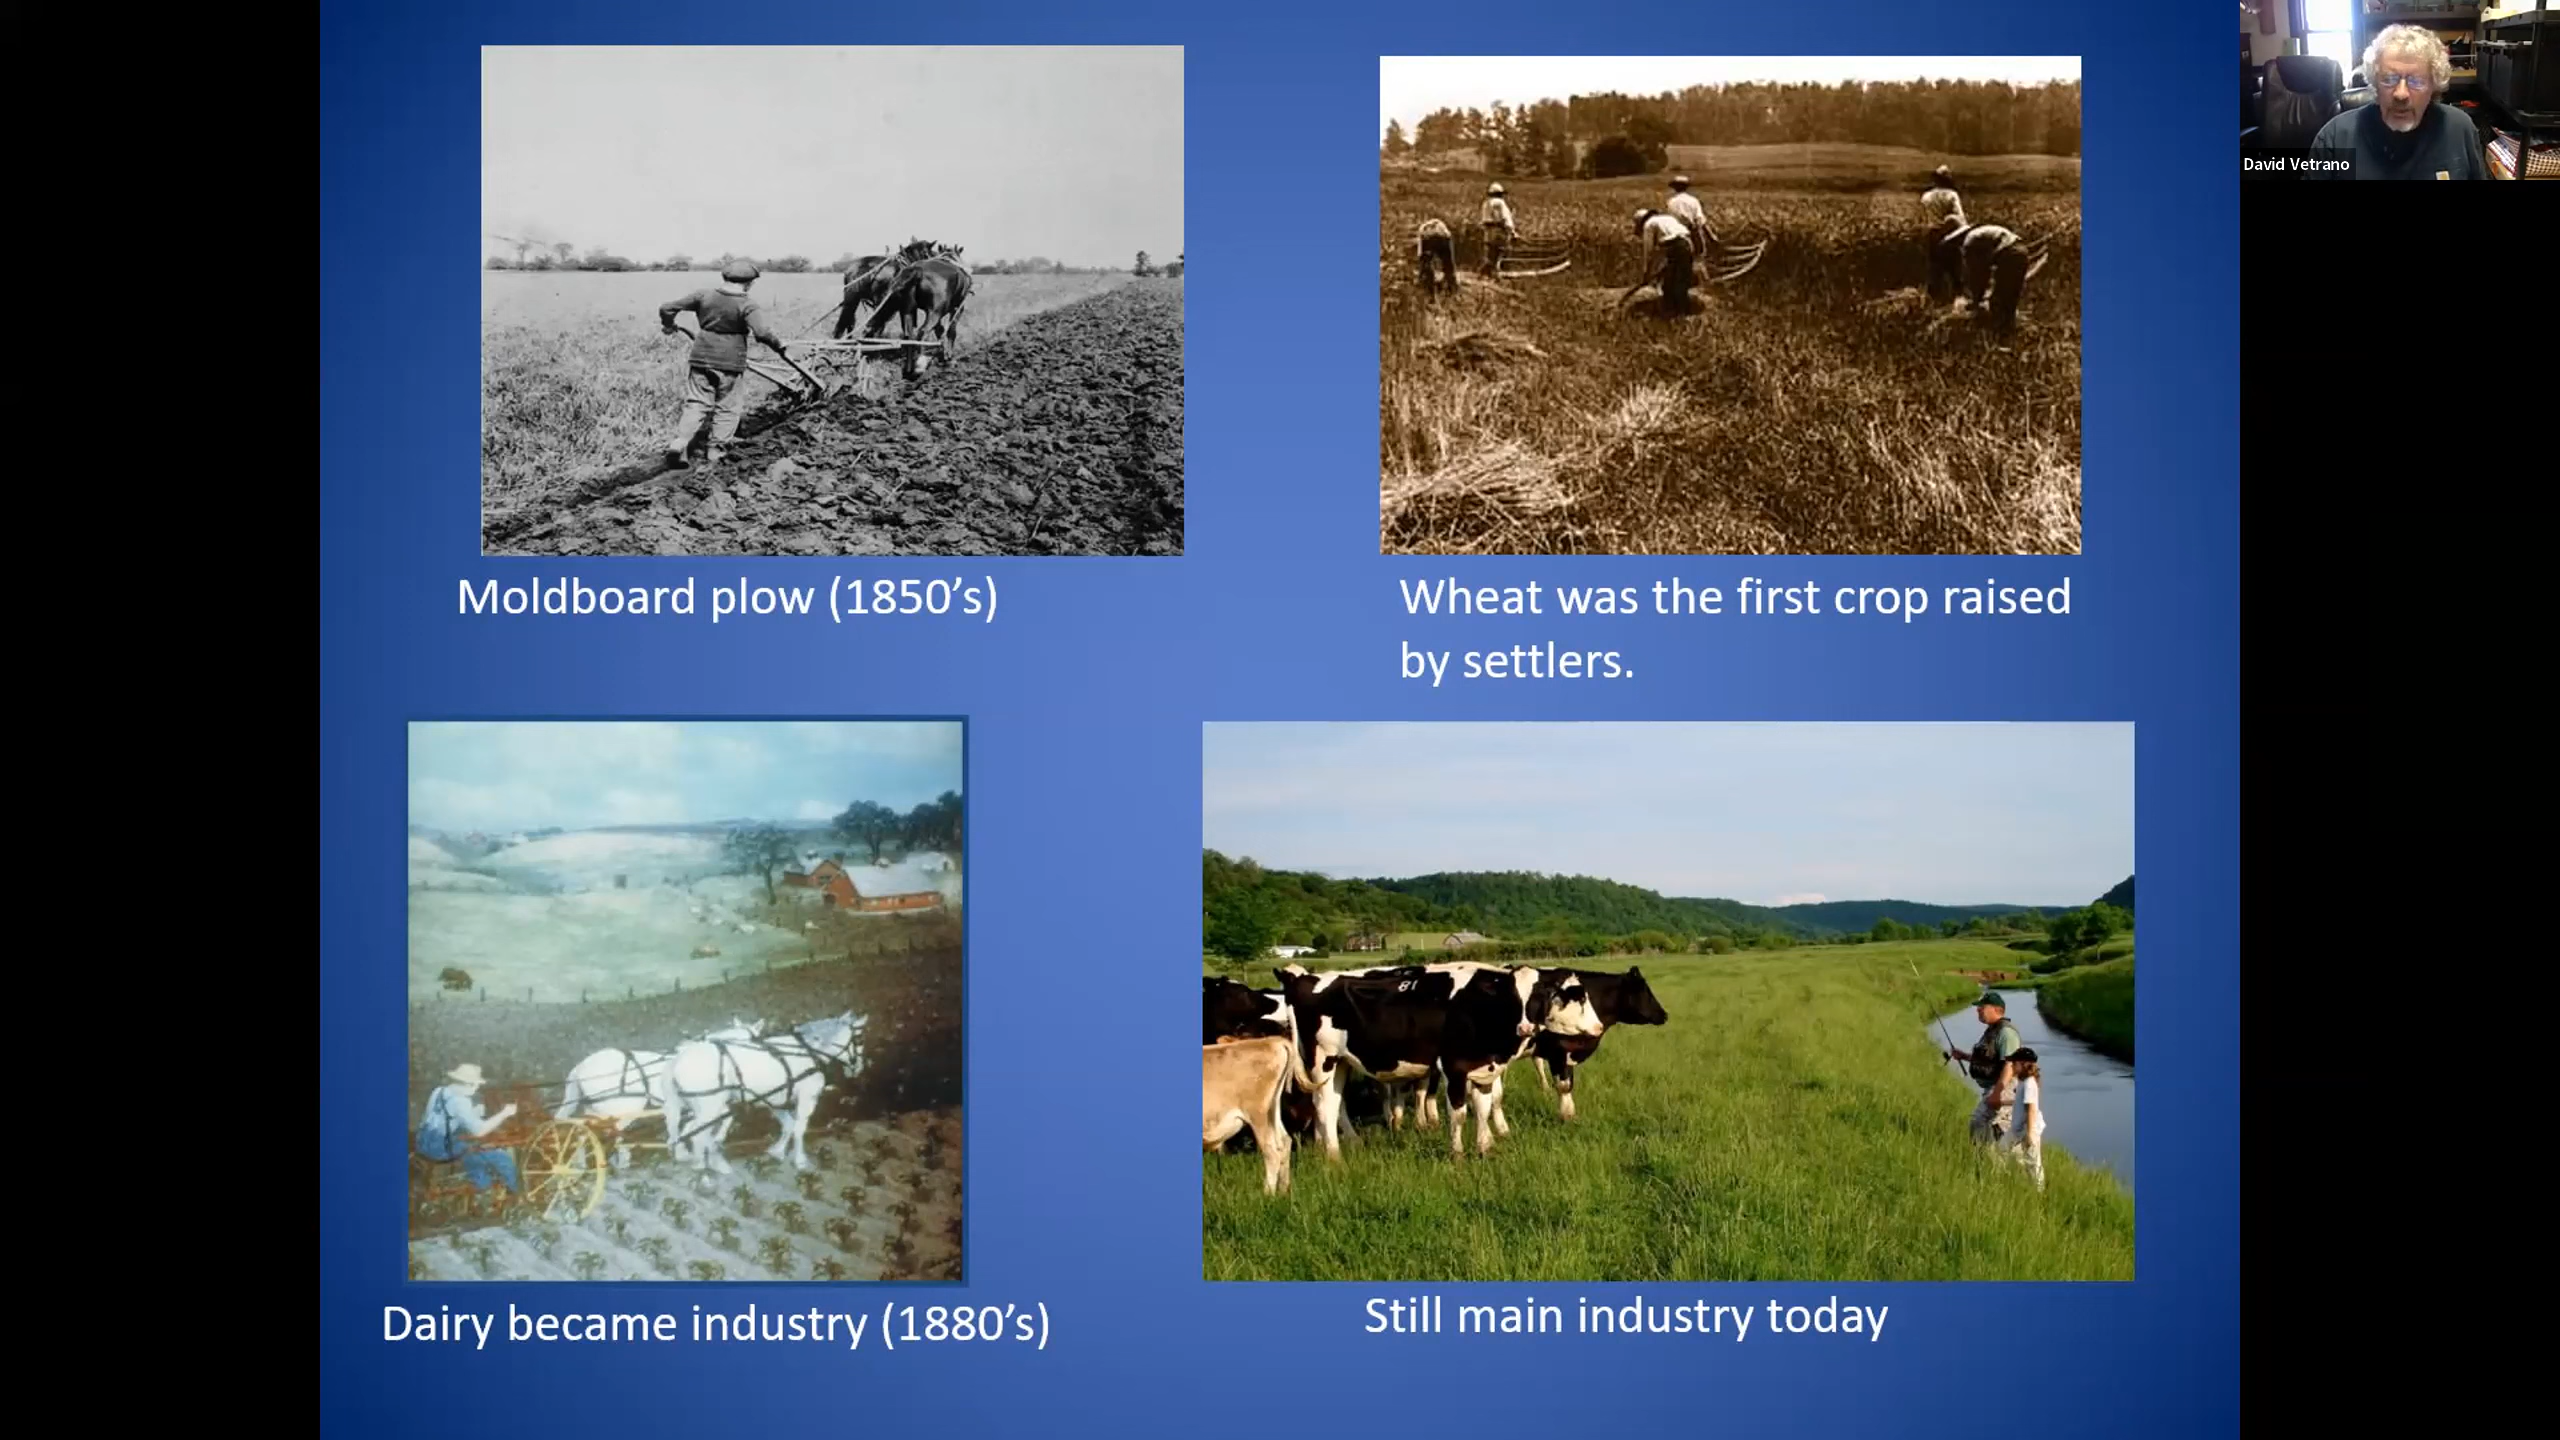 David Vetrano
Moldboard plow (1850’s)
Wheat was the first crop raised
by settlers.
81
Dairy became industry (1880’s)
Still main industry today